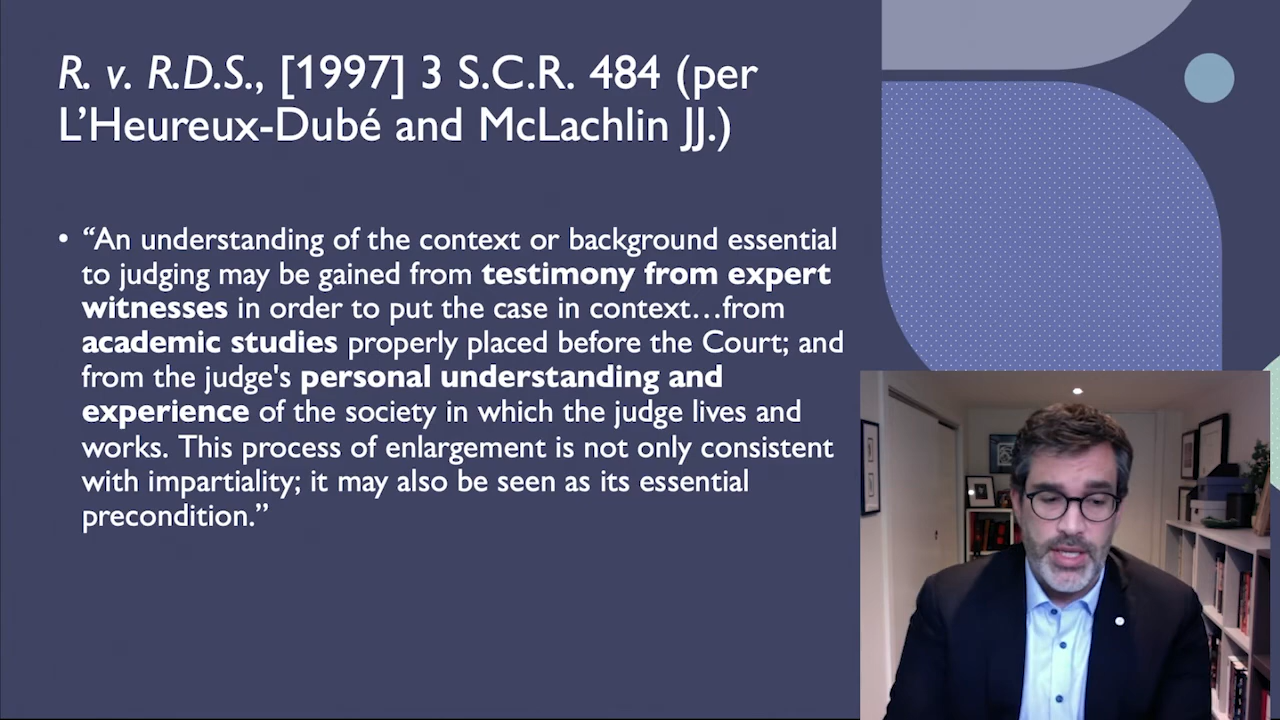 R. v. R.D.S., [1997] 3 S.C.R. 484 (per
L’Heureux-Dubé and McLachlin JJ.)
• “An understanding of the context or background essential
to judging may be gained from testimony from expert
witnesses in order to put the case in context…from
academic studies properly placed before the Court; and
from the judge's personal understanding and
experience of the society in which the judge lives and
works. This process of enlargement is not only consistent
with impartiality; it may also be seen as its essential
precondition.”